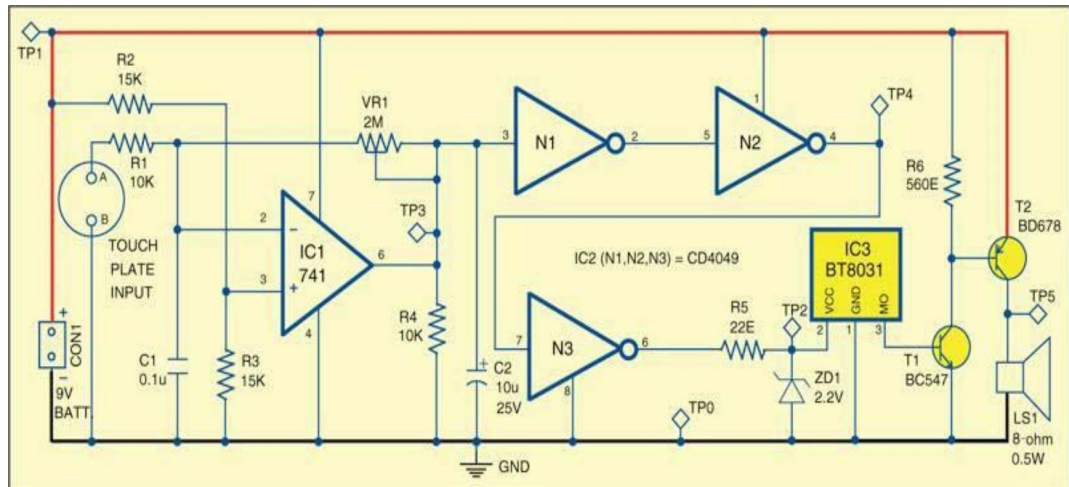 TP1
R2
15K
R1
10K
A
B
TOUCH
PLATE
INPUT
+
CON1
−
9V
BATT.
C1
0.1u
R3
15K
VR1
2M
7
2
−
IC1
741
6
3
+
4
TP3
R4
10K
+
C2
10u
25V
GND
3
N1
2
5
1
N2
4
TP4
IC2 (N1,N2,N3) = CD4049
7
N3
6
8
R5
22E
TP2
ZD1
2.2V
TP0
IC3
BT8031
VCC
GND
MO
2
1
3
T1
BC547
R6
560E
T2
BD678
TP5
LS1
8-ohm
0.5W